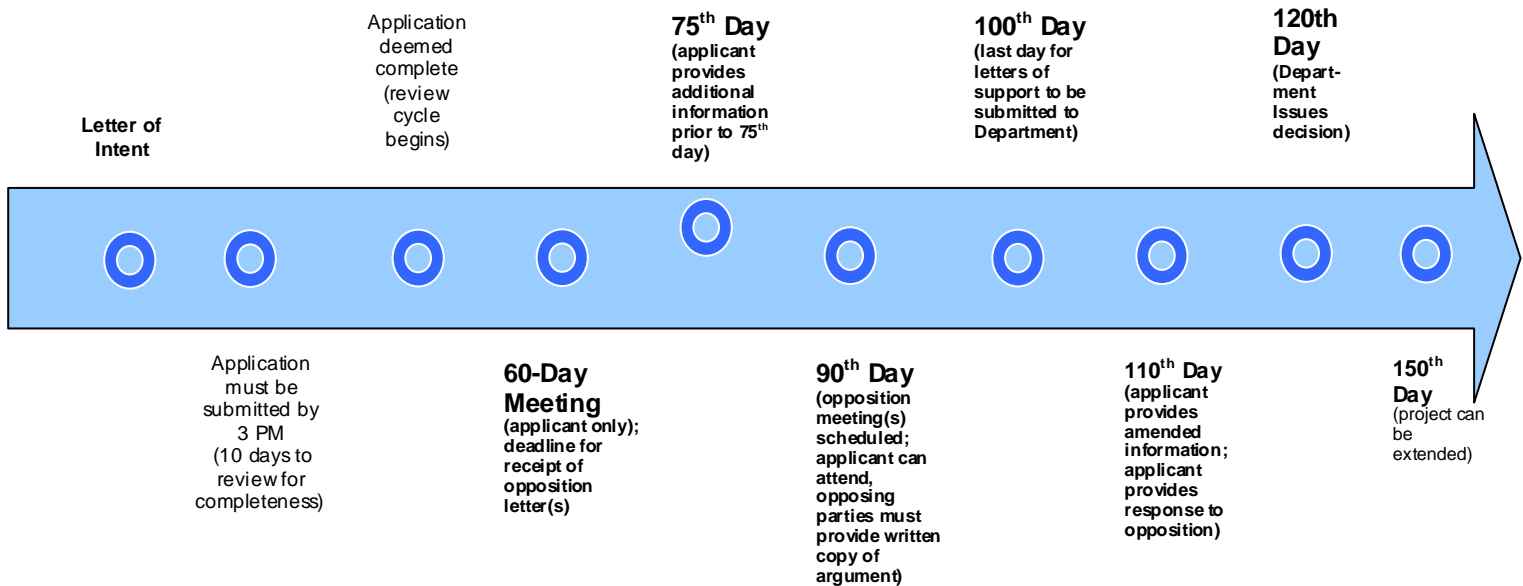 Letter of
Intent
Application
must be
submitted by
3 PM
(10 days to
review for
completeness)
Application
deemed
complete
(review
cycle
begins)
60-Day
Meeting
(applicant only);
deadline for
receipt of
opposition
letter(s)
75th Day
(applicant
provides
additional
information
prior to 75th
day)
90th Day
(opposition
meeting(s)
scheduled;
applicant can
attend,
opposing
parties must
provide written
copy of
argument)
100th Day
(last day for
letters of
support to be
submitted to
Department)
110th Day
(applicant
provides
amended
information;
applicant
provides
response to
opposition)
120th
Day
(Depart-
ment
Issues
decision)
150th
Day
(project can
be
extended)